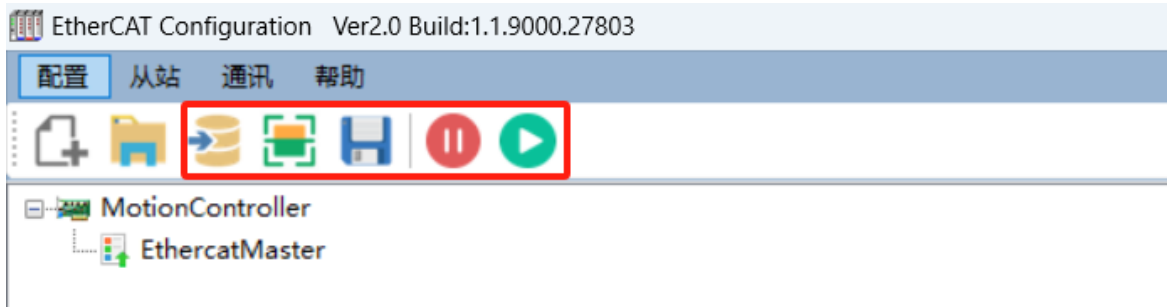 EtherCAT Configuration Ver2.0 Build:1.1.9000.27803
配置 从站 通讯 帮助
MotionController
EthercatMaster